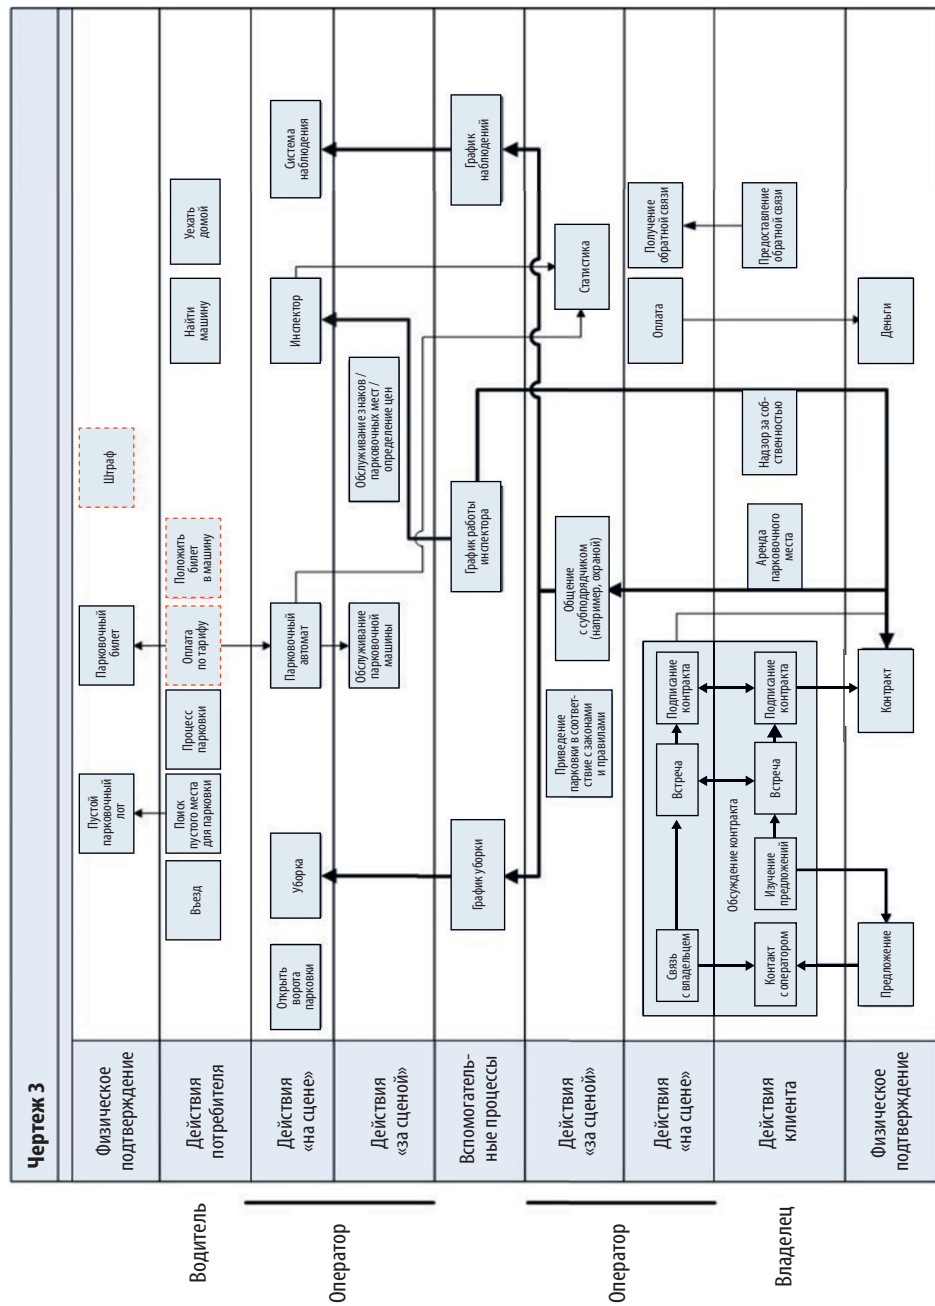 Чертеж 3
Водитель
Оператор
Оператор
Владелец
Физическое
подтверждение
Пустой
парковочный
лот
Парковочный
билет
Штраф
Действия
потребителя
Въезд
Поиск
пустого места
для парковки
Процесс
парковки
Оплата
по тарифу
Положить
билет
в машину
Найти
машину
Уехать
домой
Действия
«на сцене»
Открыть
ворота
парковки
Уборка
Парковочный
автомат
Инспектор
Система
наблюдения
Действия
«за сценой»
Обслуживание
парковочной
машины
Обслуживание знаков /
парковочных мест /
определение цен
Вспомогатель-
ные процессы
График уборки
График работы
инспектора
График
наблюдений
Действия
«за сценой»
Приведение
парковки в соответ-
ствие с законами
и правилами
Общение
с субподрядчиком
(например, охраной)
Статистика
Действия
«на сцене»
Связь
с владельцем
Встреча
Подписание
контракта
Оплата
Получение
обратной связи
Обсуждение контракта
Действия
клиента
Контакт
с оператором
Изучение
предложений
Встреча
Подписание
контракта
Аренда
парковочного
места
Надзор за соб-
ственностью
Предоставление
обратной связи
Физическое
подтверждение
Предложение
Контракт
Деньги